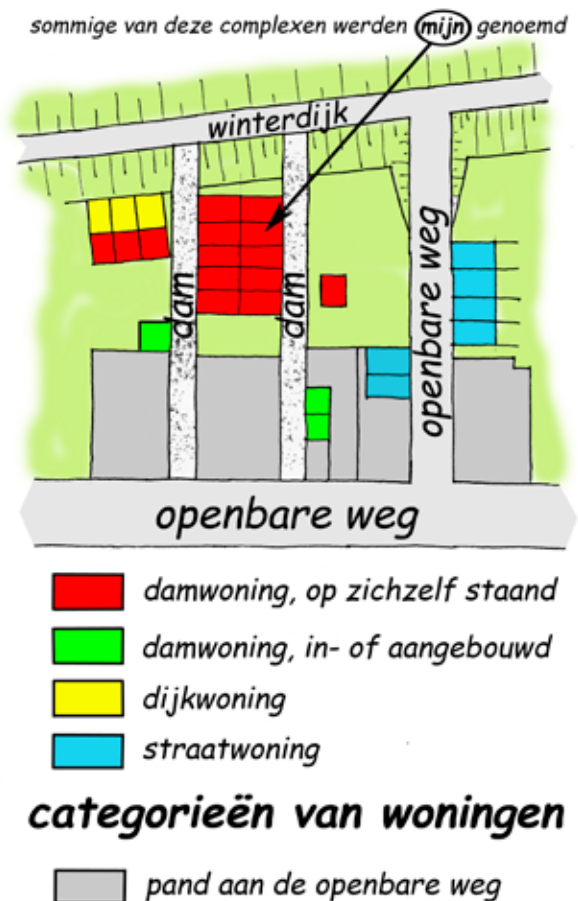 sommige van deze complexen werden mijn genoemd
winterdijk
dam
dam
openbare weg
openbare weg
damwoning, op zichzelf staand
damwoning, in- of aangebouwd
dijkwoning
straatwoning
categorieën van woningen
pand aan de openbare weg